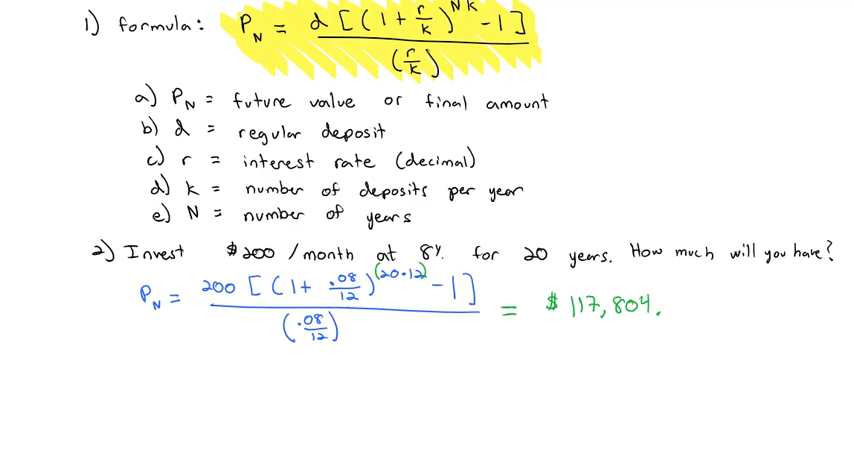 1) formula: P_N = d [ ( 1 + r/k )^(Nk) - 1 ] / (r/k)
a) P_N = future value or final amount
b) d = regular deposit
c) r = interest rate (decimal)
d) k = number of deposits per year
e) N = number of years
2) Invest $200 /month at 8% for 20 years. How much will you have?
P_N = 200 [ ( 1 + .08/12 )^(20·12) - 1 ] / (.08/12) = $117,804.